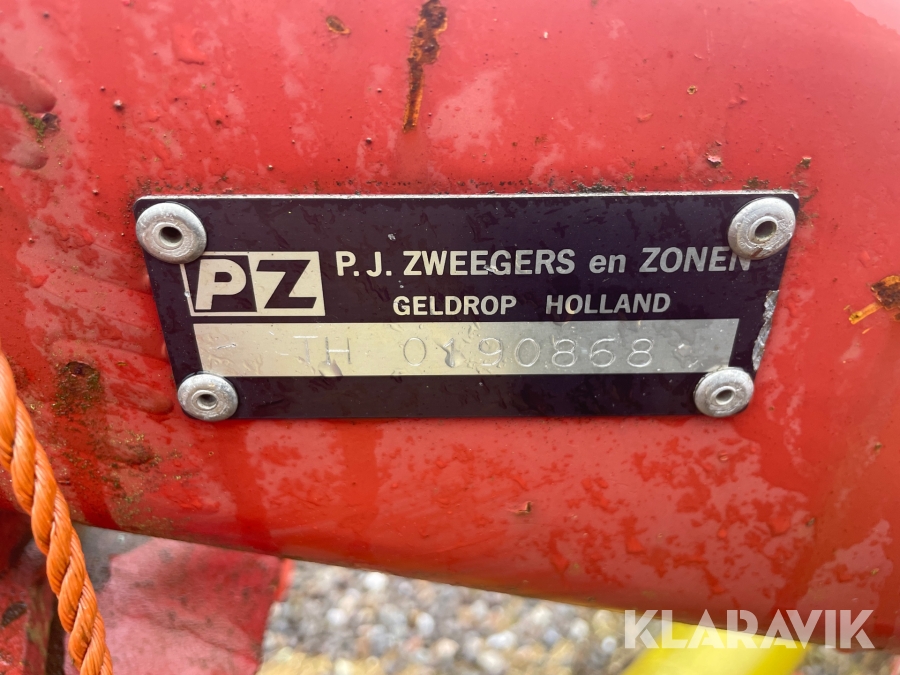 PZ
P. J. ZWEEGERS en ZONEN
GELDROP HOLLAND
TH 0190868
KLARAVIK